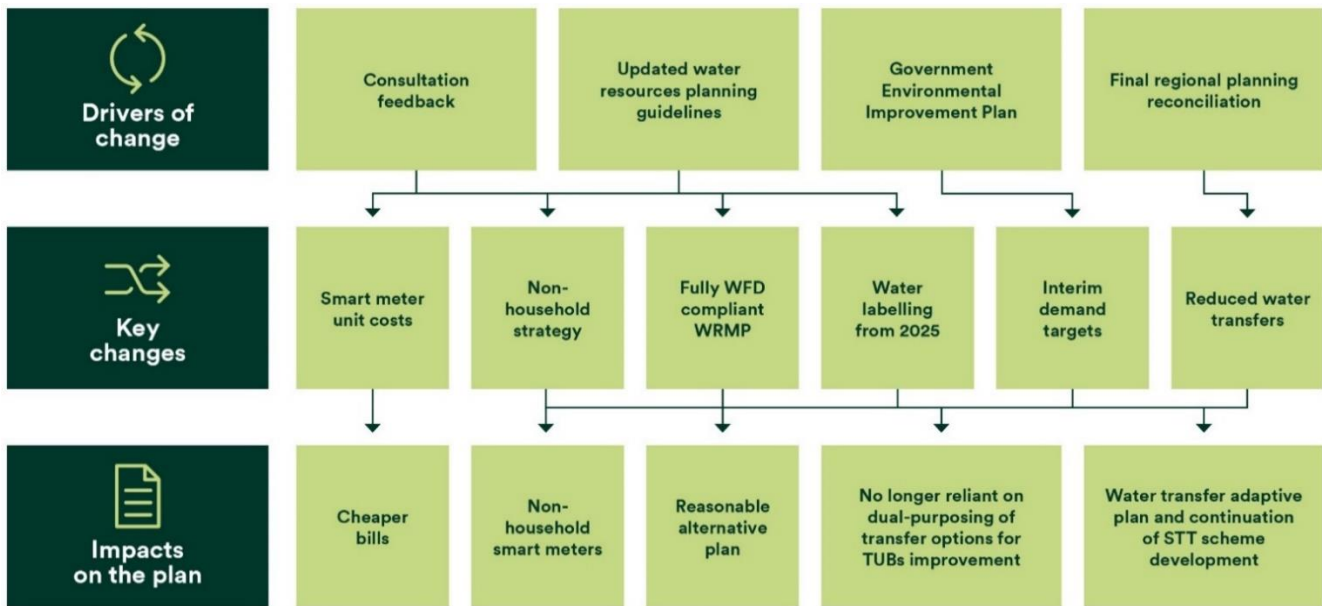 Drivers of
change
Consultation
feedback
Updated water
resources planning
guidelines
Government
Environmental
Improvement Plan
Final regional planning
reconciliation
Key
changes
Smart meter
unit costs
Non-
household
strategy
Fully WFD
compliant
WRMP
Water
labelling
from 2025
Interim
demand
targets
Reduced water
transfers
Impacts
on the plan
Cheaper
bills
Non-
household
smart meters
Reasonable
alternative
plan
No longer reliant on
dual-purposing of
transfer options for
TUBs improvement
Water transfer adaptive
plan and continuation
of STT scheme
development